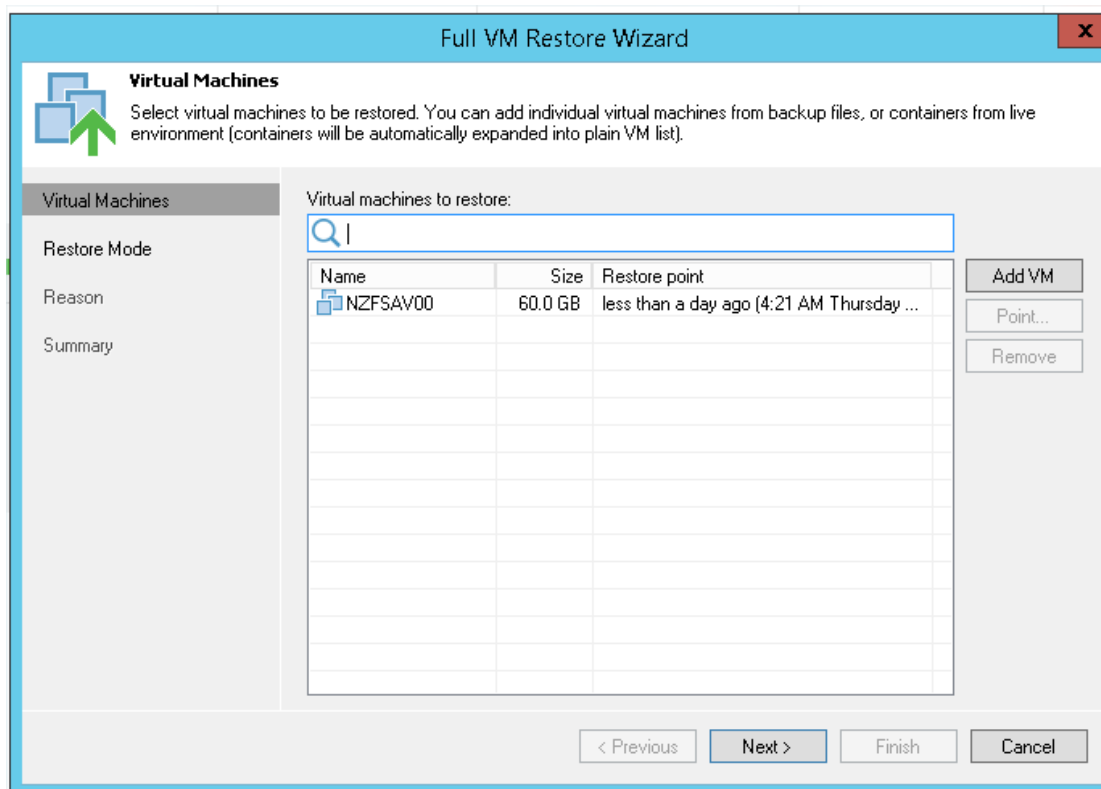 Full VM Restore Wizard
x
Virtual Machines
Select virtual machines to be restored. You can add individual virtual machines from backup files, or containers from live
environment (containers will be automatically expanded into plain VM list).
Virtual Machines
Restore Mode
Reason
Summary
Virtual machines to restore:
Name Size Restore point
NZFSAV00 60.0 GB less than a day ago (4:21 AM Thursday ...
Add VM
Point...
Remove
< Previous Next > Finish Cancel